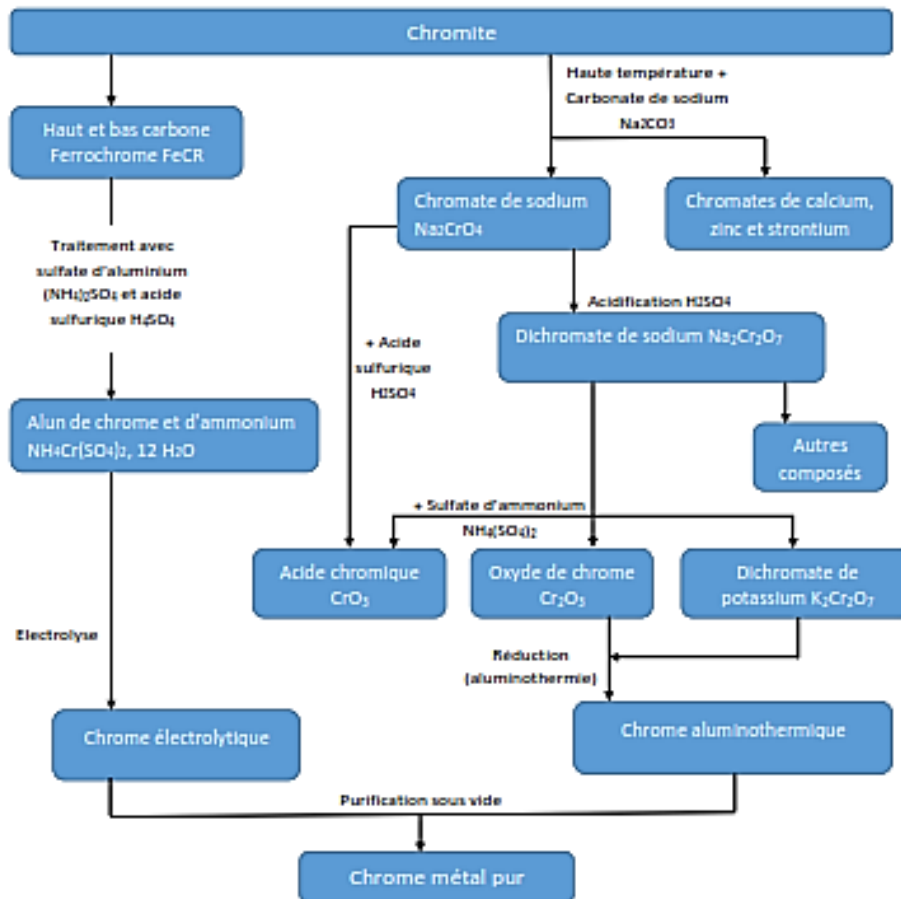 Chromite
Haute température +
Carbonate de sodium
Na2CO3
Haut et bas carbone
Ferrochrome FeCR
Chromate de sodium
Na₂CrO₄
Chromates de calcium,
zinc et strontium
Traitement avec
sulfate d'aluminium
(NH₄)₂SO₄ et acide
sulfurique H₄SO₄
Acidification H2SO4
Dichromate de sodium Na₂Cr₂O₇
+ Acide
sulfurique
H2SO4
Alun de chrome et d'ammonium
NH₄Cr(SO₄)₂, 12 H₂O
Autres
composés
+ Sulfate d'ammonium
NH₄(SO₄)₂
Acide chromique
CrO₃
Oxyde de chrome
Cr₂O₃
Dichromate de
potassium K₂Cr₂O₇
Electrolyse
Réduction
(aluminothermie)
Chrome électrolytique
Chrome aluminothermique
Purification sous vide
Chrome métal pur